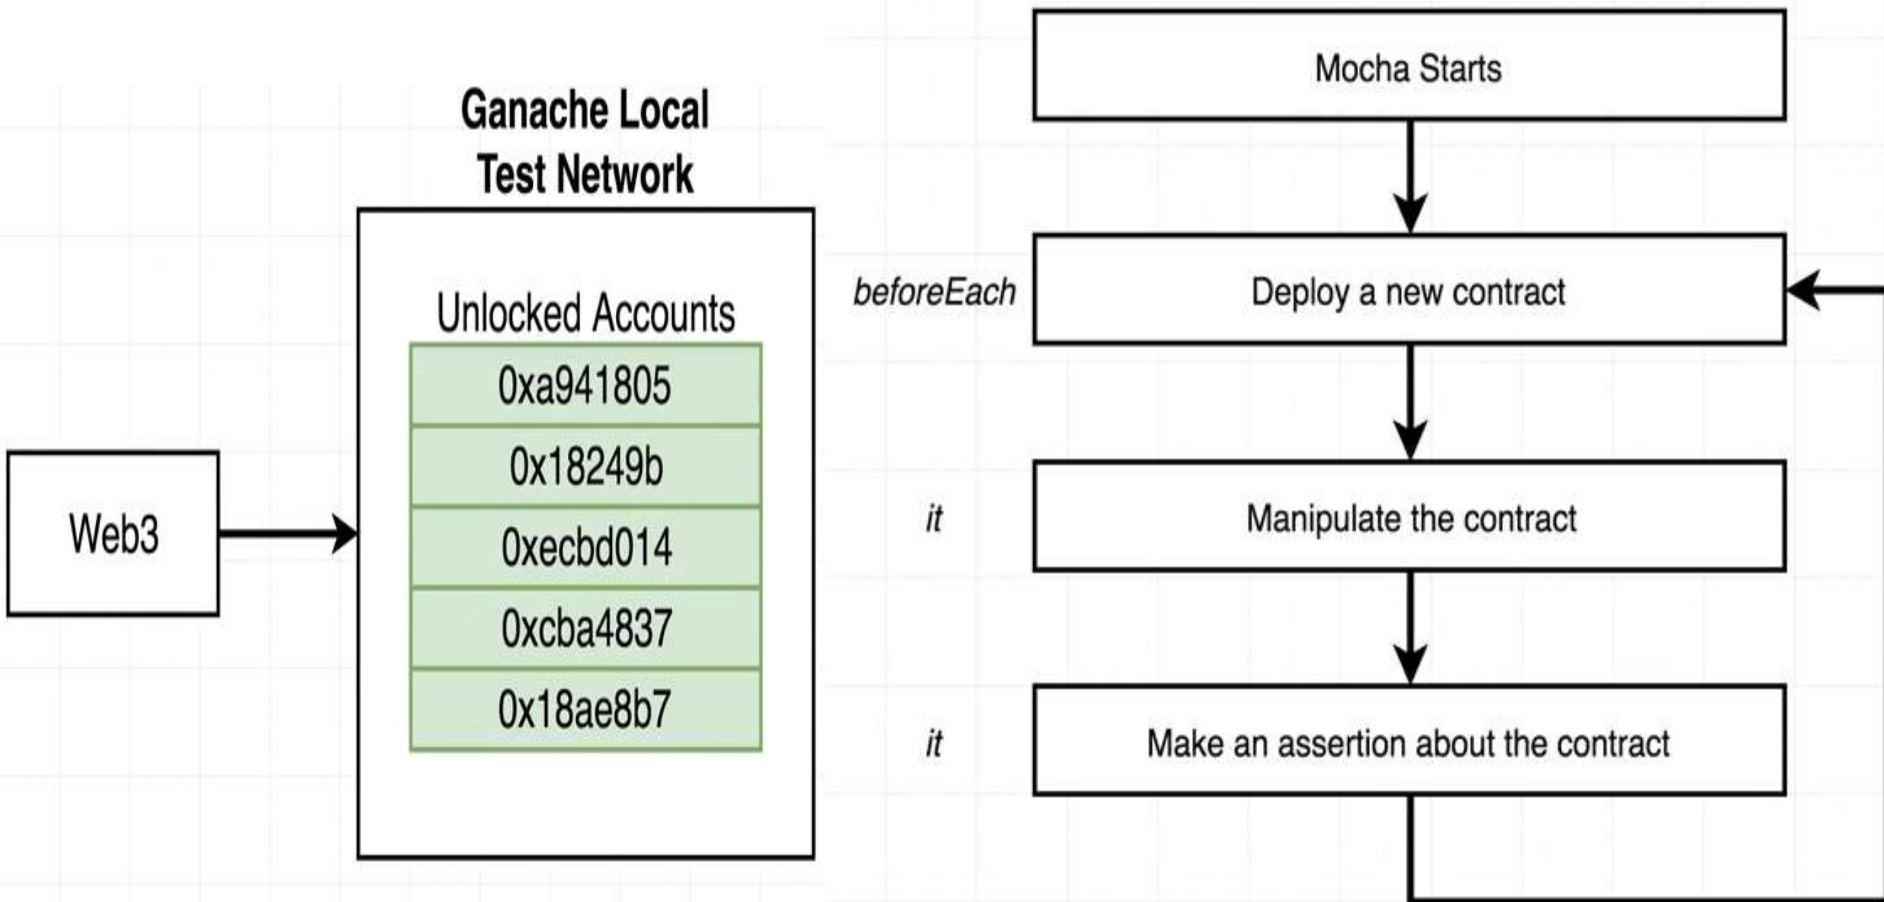 Ganache Local
Test Network
Unlocked Accounts
0xa941805
0x18249b
0xecbd014
0xcba4837
0x18ae8b7
Web3
Mocha Starts
beforeEach
Deploy a new contract
it
Manipulate the contract
it
Make an assertion about the contract